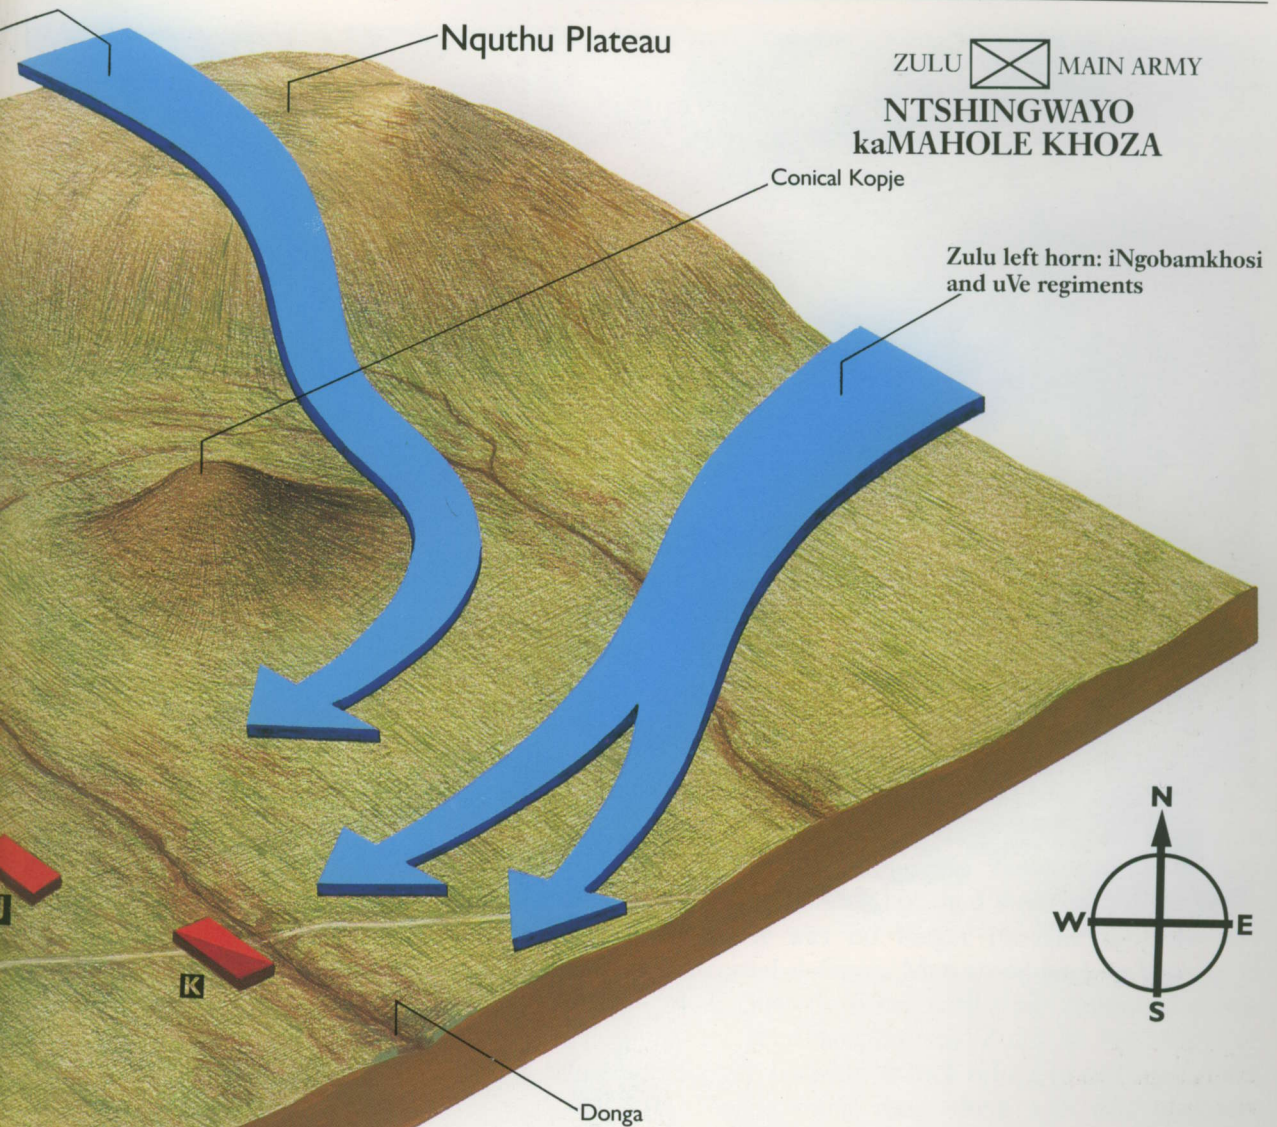 Nquthu Plateau
ZULU MAIN ARMY
NTSHINGWAYO
kaMAHOLE KHOZA
Conical Kopje
Zulu left horn: iNgobamkhosi
and uVe regiments
N
W E
S
J
K
Donga